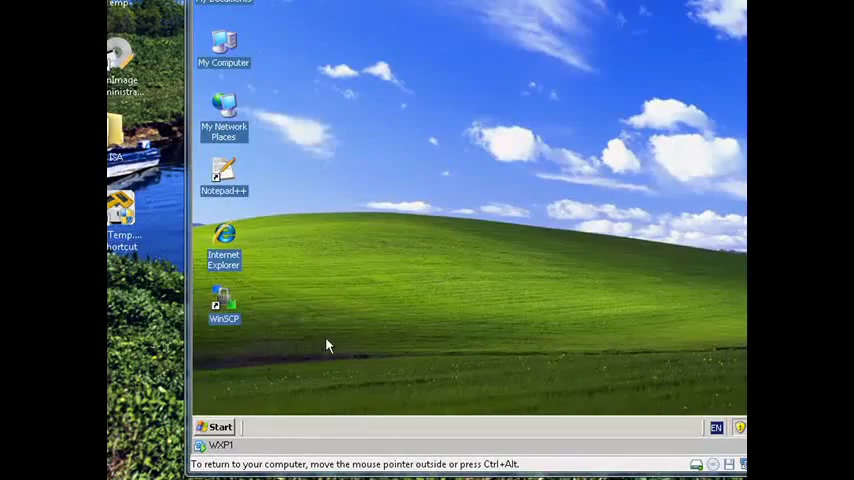 My Documents
My Computer
My Network
Places
Notepad++
Internet
Explorer
WinSCP
Temp....
Start
EN
WXP1
To return to your computer, move the mouse pointer outside or press Ctrl+Alt.